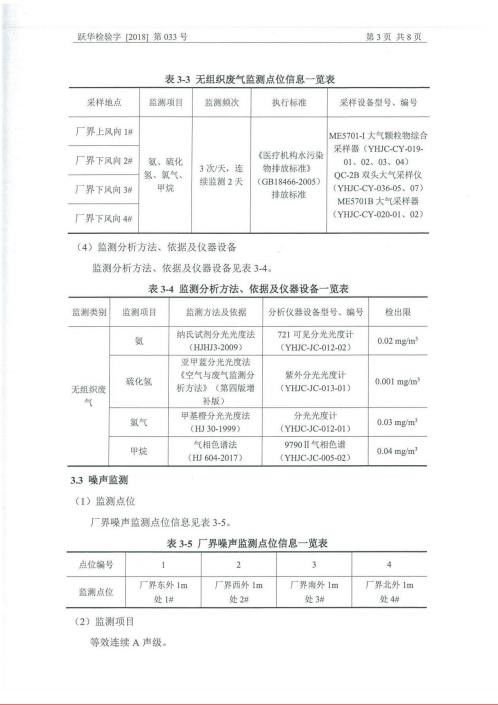 跃华检验字 [2018] 第 033 号
第 3 页 共 8 页
表 3-3 无组织废气监测点位信息一览表
采样地点 监测项目 监测频次 执行标准 采样设备型号、编号
厂界上风向 1#
厂界下风向 2#
厂界下风向 3#
厂界下风向 4#
氨、硫化
氢、氯气、
甲烷
3 次/天，连
续监测 2 天
《医疗机构水污染
物排放标准》
（GB18466-2005）
排放标准
ME5701-I 大气颗粒物综合
采样器（YHJC-CY-019-
01、02、03、04）
QC-2B 双头大气采样仪
（YHJC-CY-036-05、07）
ME5701B 大气采样器
（YHJC-CY-020-01、02）
（4）监测分析方法、依据及仪器设备
监测分析方法、依据及仪器设备见表 3-4。
表 3-4 监测分析方法、依据及仪器设备一览表
监测类别 监测项目 监测方法及依据 分析仪器设备型号、编号 检出限
无组织废
气
氨
纳氏试剂分光光度法
（HJHJ3-2009）
721 可见分光光度计
（YHJC-JC-012-02）
0.02 mg/m³
硫化氢
亚甲蓝分光光度法
《空气与废气监测分
析方法》（第四版增
补版）
紫外分光光度计
（YHJC-JC-013-01）
0.001 mg/m³
氯气
甲基橙分光光度法
（HJ 30-1999）
分光光度计
（YHJC-JC-012-01）
0.03 mg/m³
甲烷
气相色谱法
（HJ 604-2017）
9790Ⅱ气相色谱
（YHJC-JC-005-02）
0.04 mg/m³
3.3 噪声监测
（1）监测点位
厂界噪声监测点位信息见表 3-5。
表 3-5 厂界噪声监测点位信息一览表
点位编号 1 2 3 4
监测点位
厂界东外 1m
处 1#
厂界西外 1m
处 2#
厂界南外 1m
处 3#
厂界北外 1m
处 4#
（2）监测项目
等效连续 A 声级。